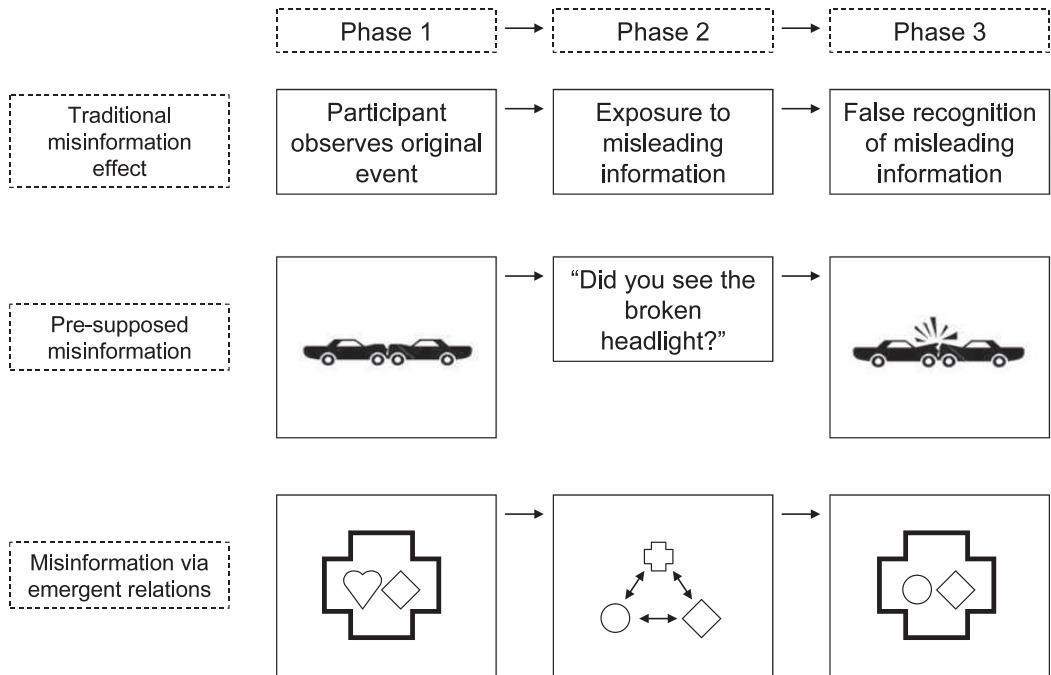 Phase 1
Phase 2
Phase 3
Traditional
misinformation
effect
Participant
observes original
event
Exposure to
misleading
information
False recognition
of misleading
information
Pre-supposed
misinformation
“Did you see the
broken
headlight?”
Misinformation via
emergent relations